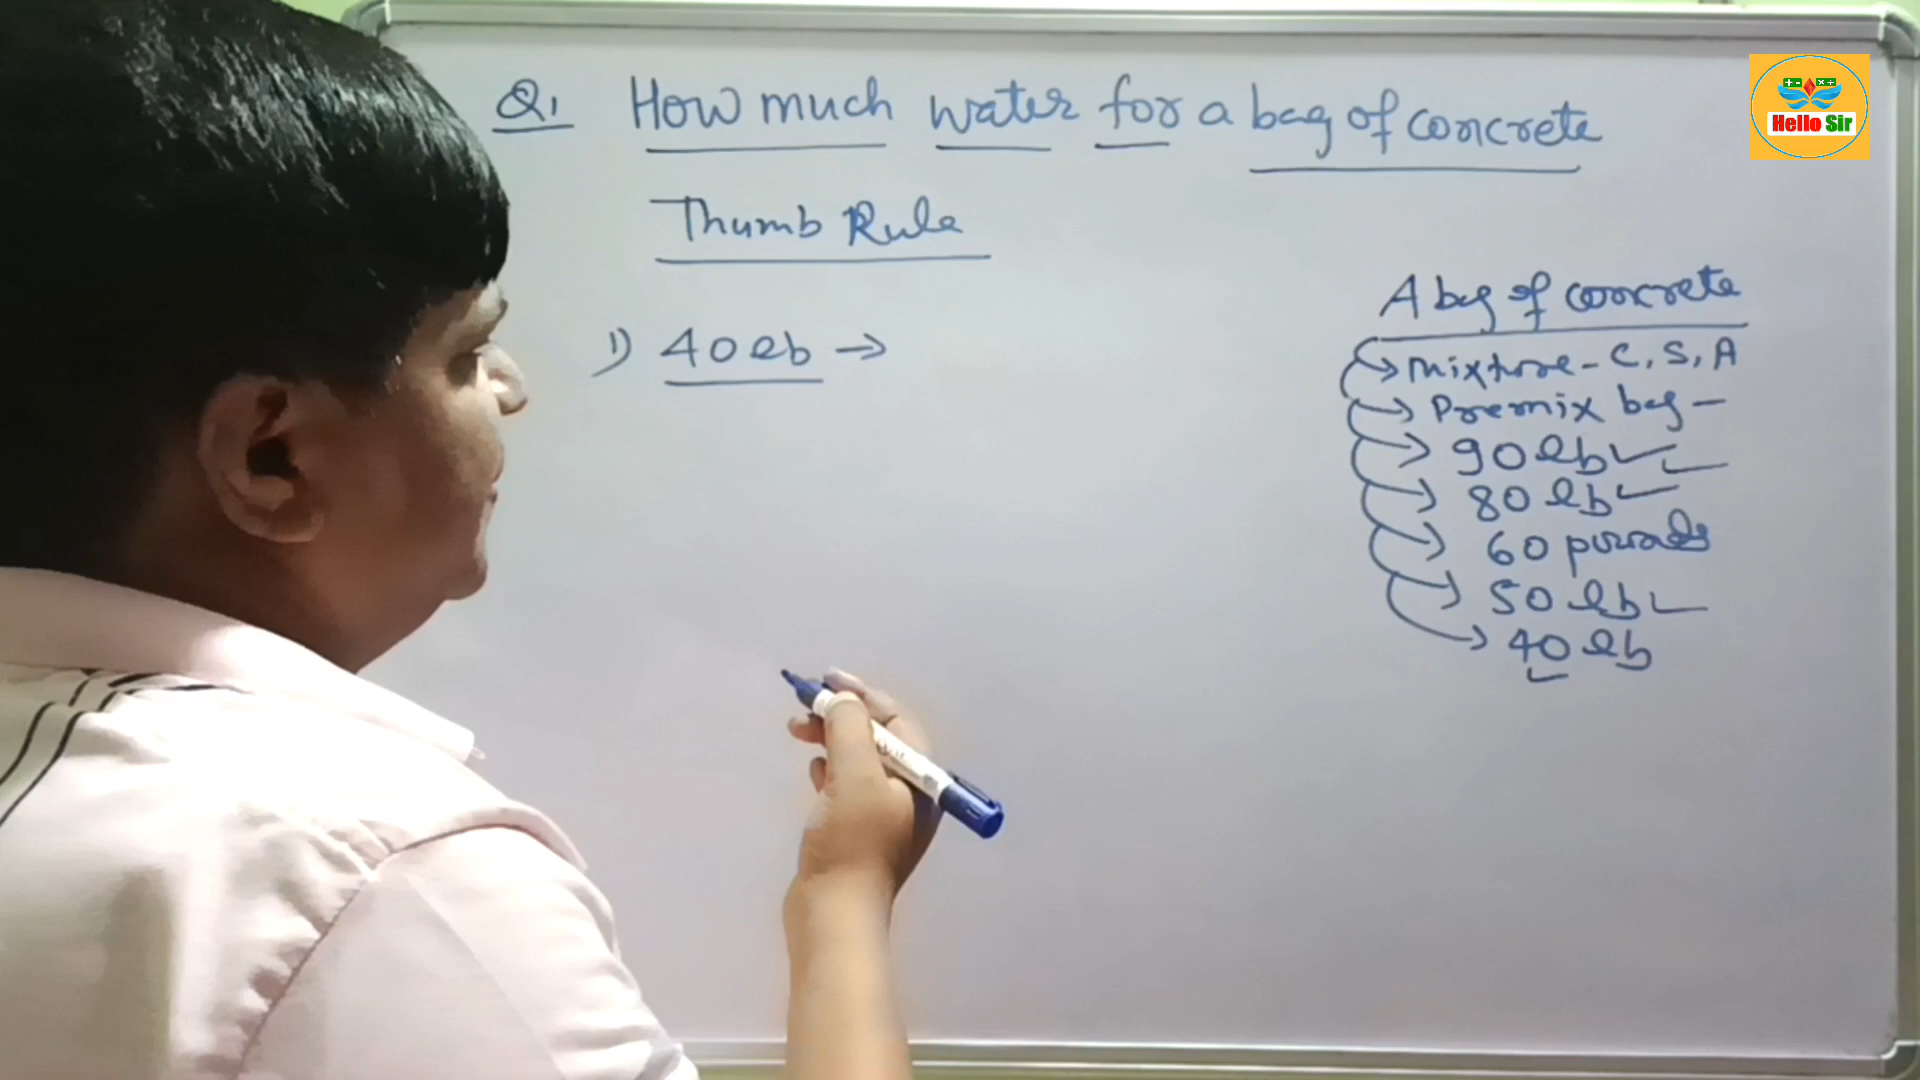 Q1 How much water for a bag of concrete
Thumb Rule
1) 40 lb →
A bag of concrete
→ mixture - C, S, A
→ Premix bag -
→ 90 lb ✓ ✓
→ 80 lb ✓
→ 60 pounds
→ 50 lb ✓
→ 40 lb
Hello Sir